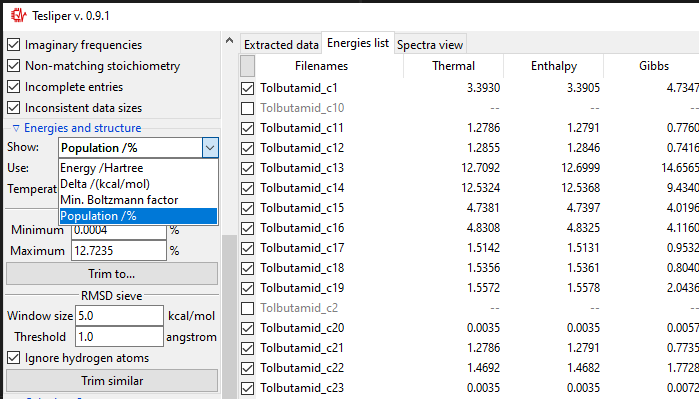 Tesliper v. 0.9.1
Imaginary frequencies
Non-matching stoichiometry
Incomplete entries
Inconsistent data sizes
Energies and structure
Show: Population /%
Energy /Hartree
Delta /(kcal/mol)
Min. Boltzmann factor
Population /%
Use:
Temperat
Minimum 0.0004 %
Maximum 12.7235 %
Trim to...
RMSD sieve
Window size 5.0 kcal/mol
Threshold 1.0 angstrom
Ignore hydrogen atoms
Trim similar
Extracted data Energies list Spectra view
Filenames Thermal Enthalpy Gibbs
Tolbutamid_c1 3.3930 3.3905 4.7347
Tolbutamid_c10 -- -- --
Tolbutamid_c11 1.2786 1.2791 0.7760
Tolbutamid_c12 1.2855 1.2846 0.7416
Tolbutamid_c13 12.7092 12.6999 14.6565
Tolbutamid_c14 12.5324 12.5368 9.4340
Tolbutamid_c15 4.7381 4.7397 4.0196
Tolbutamid_c16 4.8308 4.8325 4.1160
Tolbutamid_c17 1.5142 1.5131 0.9532
Tolbutamid_c18 1.5356 1.5361 0.8040
Tolbutamid_c19 1.5572 1.5578 2.0436
Tolbutamid_c2 -- -- --
Tolbutamid_c20 0.0035 0.0035 0.0057
Tolbutamid_c21 1.2786 1.2791 0.7735
Tolbutamid_c22 1.4692 1.4682 1.7728
Tolbutamid_c23 0.0035 0.0035 0.0072